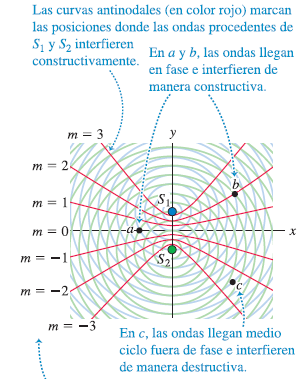 Las curvas antinodales (en color rojo) marcan
las posiciones donde las ondas procedentes de
S₁ y S₂ interfieren
constructivamente.
En a y b, las ondas llegan
en fase e interfieren de
manera constructiva.
m = 3
y
m = 2
b
m = 1
S₁
m = 0
a
x
m = −1
S₂
m = −2
c
m = −3
En c, las ondas llegan medio
ciclo fuera de fase e interfieren
de manera destructiva.